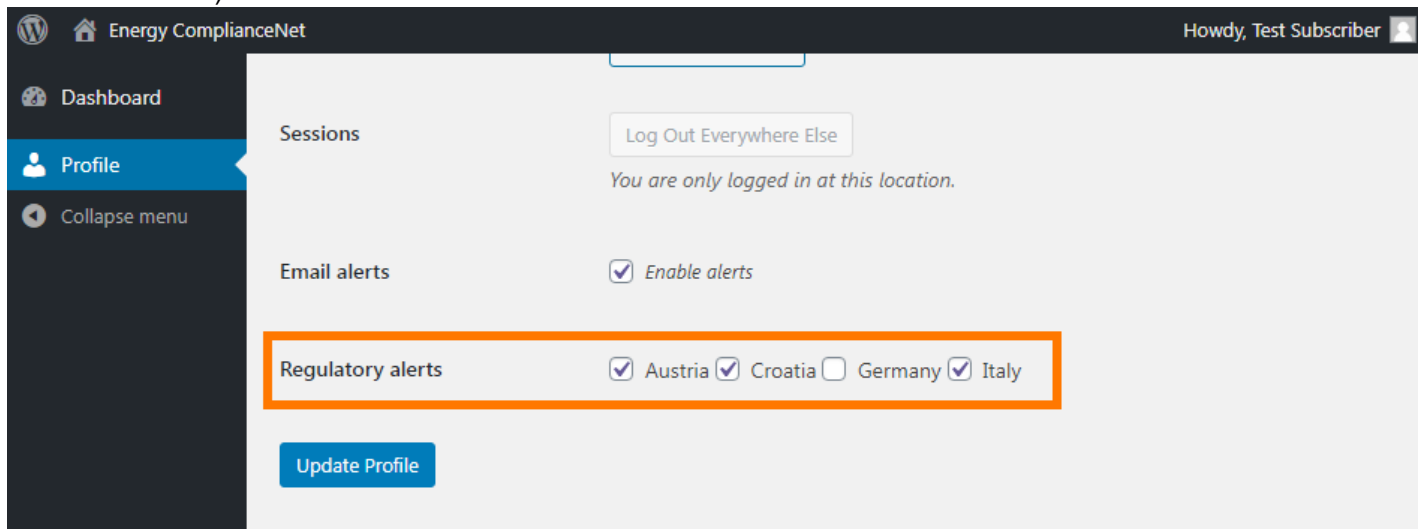 Energy ComplianceNet
Howdy, Test Subscriber
Dashboard
Profile
Collapse menu
Sessions
Log Out Everywhere Else
You are only logged in at this location.
Email alerts
Enable alerts
Regulatory alerts
Austria Croatia Germany Italy
Update Profile